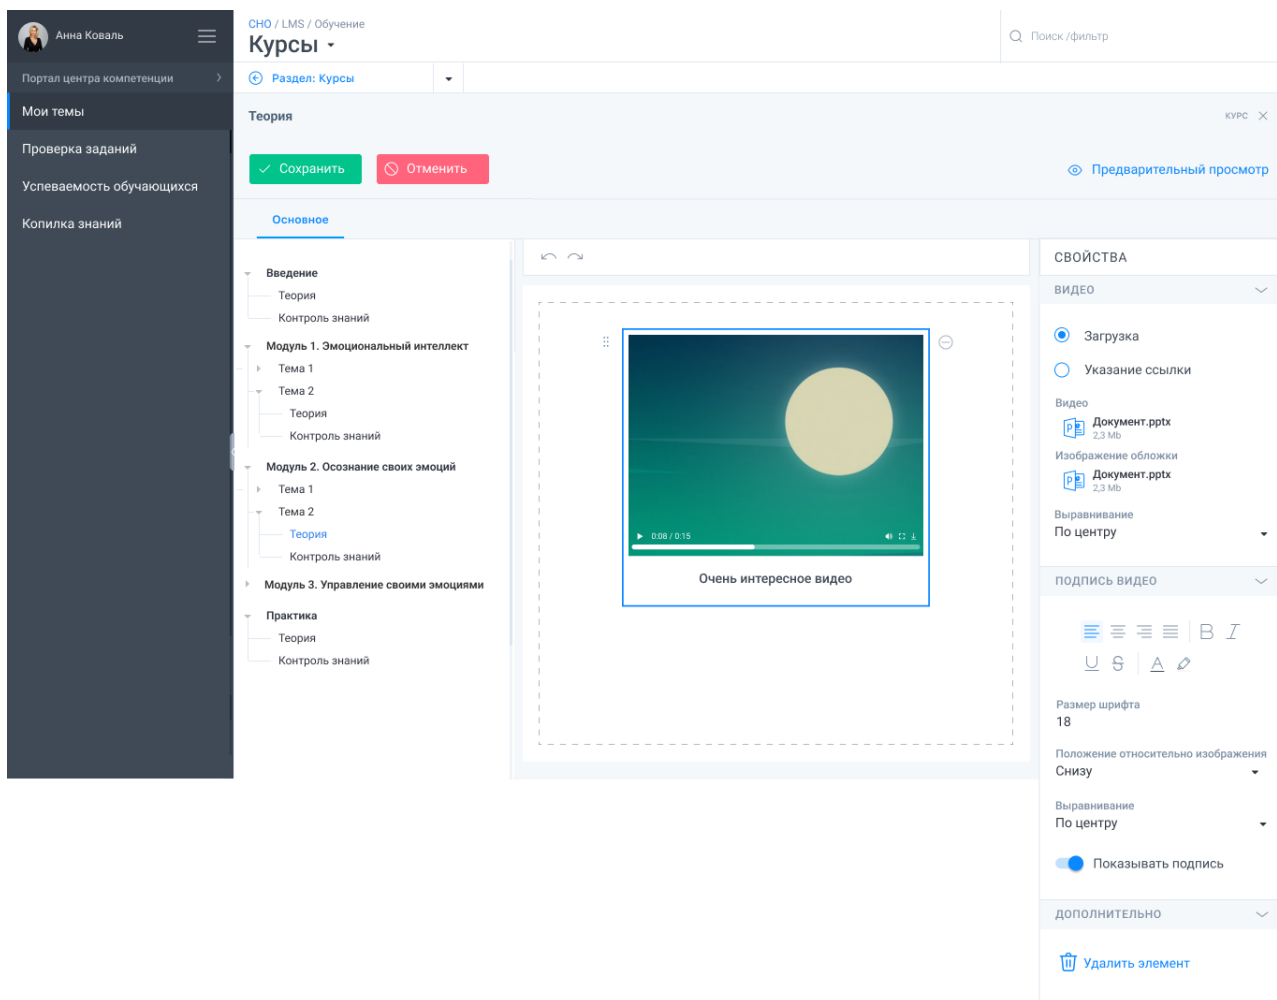 Анна Коваль
Портал центра компетенции
Мои темы
Проверка заданий
Успеваемость обучающихся
Копилка знаний
СНО / LMS / Обучение
Курсы
Поиск /фильтр
Раздел: Курсы
Теория
КУРС
Сохранить
Отменить
Предварительный просмотр
Основное
Введение
Теория
Контроль знаний
Модуль 1. Эмоциональный интеллект
Тема 1
Тема 2
Теория
Контроль знаний
Модуль 2. Осознание своих эмоций
Тема 1
Тема 2
Теория
Контроль знаний
Модуль 3. Управление своими эмоциями
Практика
Теория
Контроль знаний
0:08 / 0:15
Очень интересное видео
СВОЙСТВА
ВИДЕО
Загрузка
Указание ссылки
Видео
Документ.pptx
2,3 Mb
Изображение обложки
Документ.pptx
2,3 Mb
Выравнивание
По центру
ПОДПИСЬ ВИДЕО
B I
U S A
Размер шрифта
18
Положение относительно изображения
Снизу
Выравнивание
По центру
Показывать подпись
ДОПОЛНИТЕЛЬНО
Удалить элемент